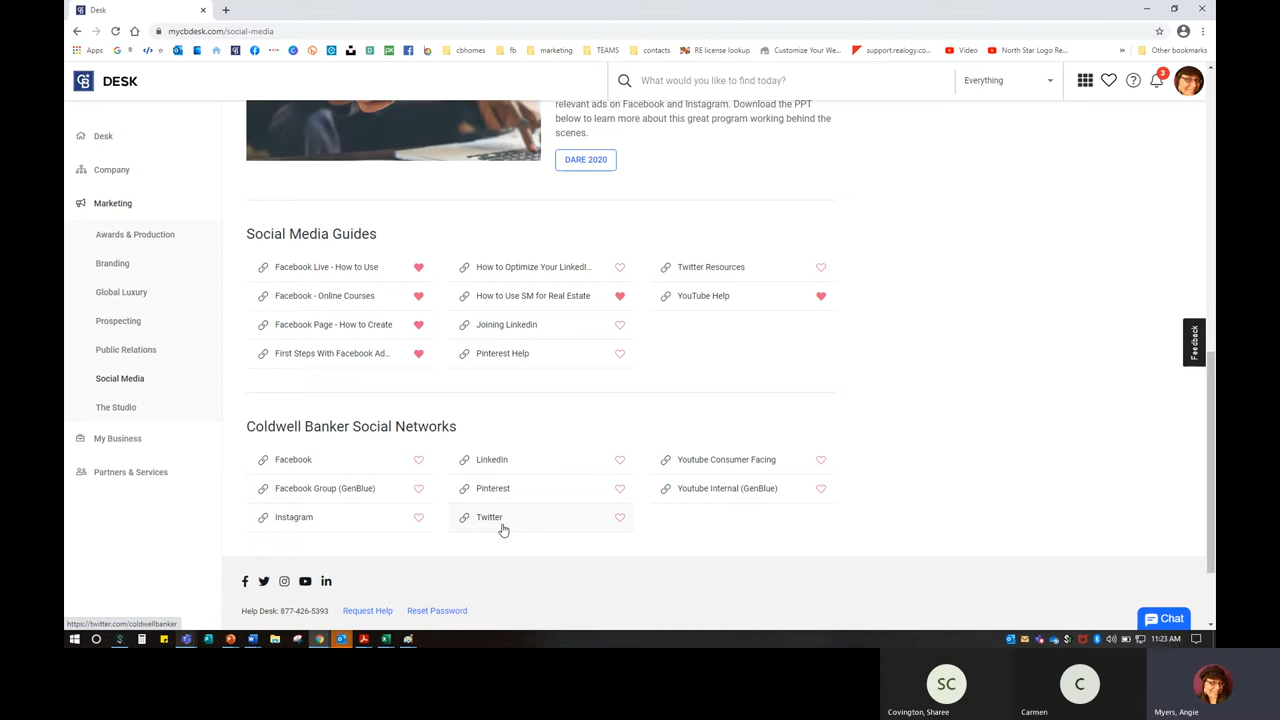 Desk
mycbdesk.com/social-media
Apps
cbhomes
fb
marketing
TEAMS
contacts
RE license lookup
Customize Your We...
support.realogy.co...
Video
North Star Logo Re...
»
Other bookmarks
DESK
What would you like to find today?
Everything
3
relevant ads on Facebook and Instagram. Download the PPT
below to learn more about this great program working behind the
scenes.
DARE 2020
Desk
Company
Marketing
Awards & Production
Branding
Global Luxury
Prospecting
Public Relations
Social Media
The Studio
My Business
Partners & Services
Social Media Guides
Facebook Live - How to Use
How to Optimize Your LinkedI...
Twitter Resources
Facebook - Online Courses
How to Use SM for Real Estate
YouTube Help
Facebook Page - How to Create
Joining Linkedin
First Steps With Facebook Ad...
Pinterest Help
Feedback
Coldwell Banker Social Networks
Facebook
LinkedIn
Youtube Consumer Facing
Facebook Group (GenBlue)
Pinterest
Youtube Internal (GenBlue)
Instagram
Twitter
Help Desk: 877-426-5393
Request Help
Reset Password
Chat
https://twitter.com/coldwellbanker
11:23 AM
SC
C
Covington, Sharee
Carmen
Myers, Angie